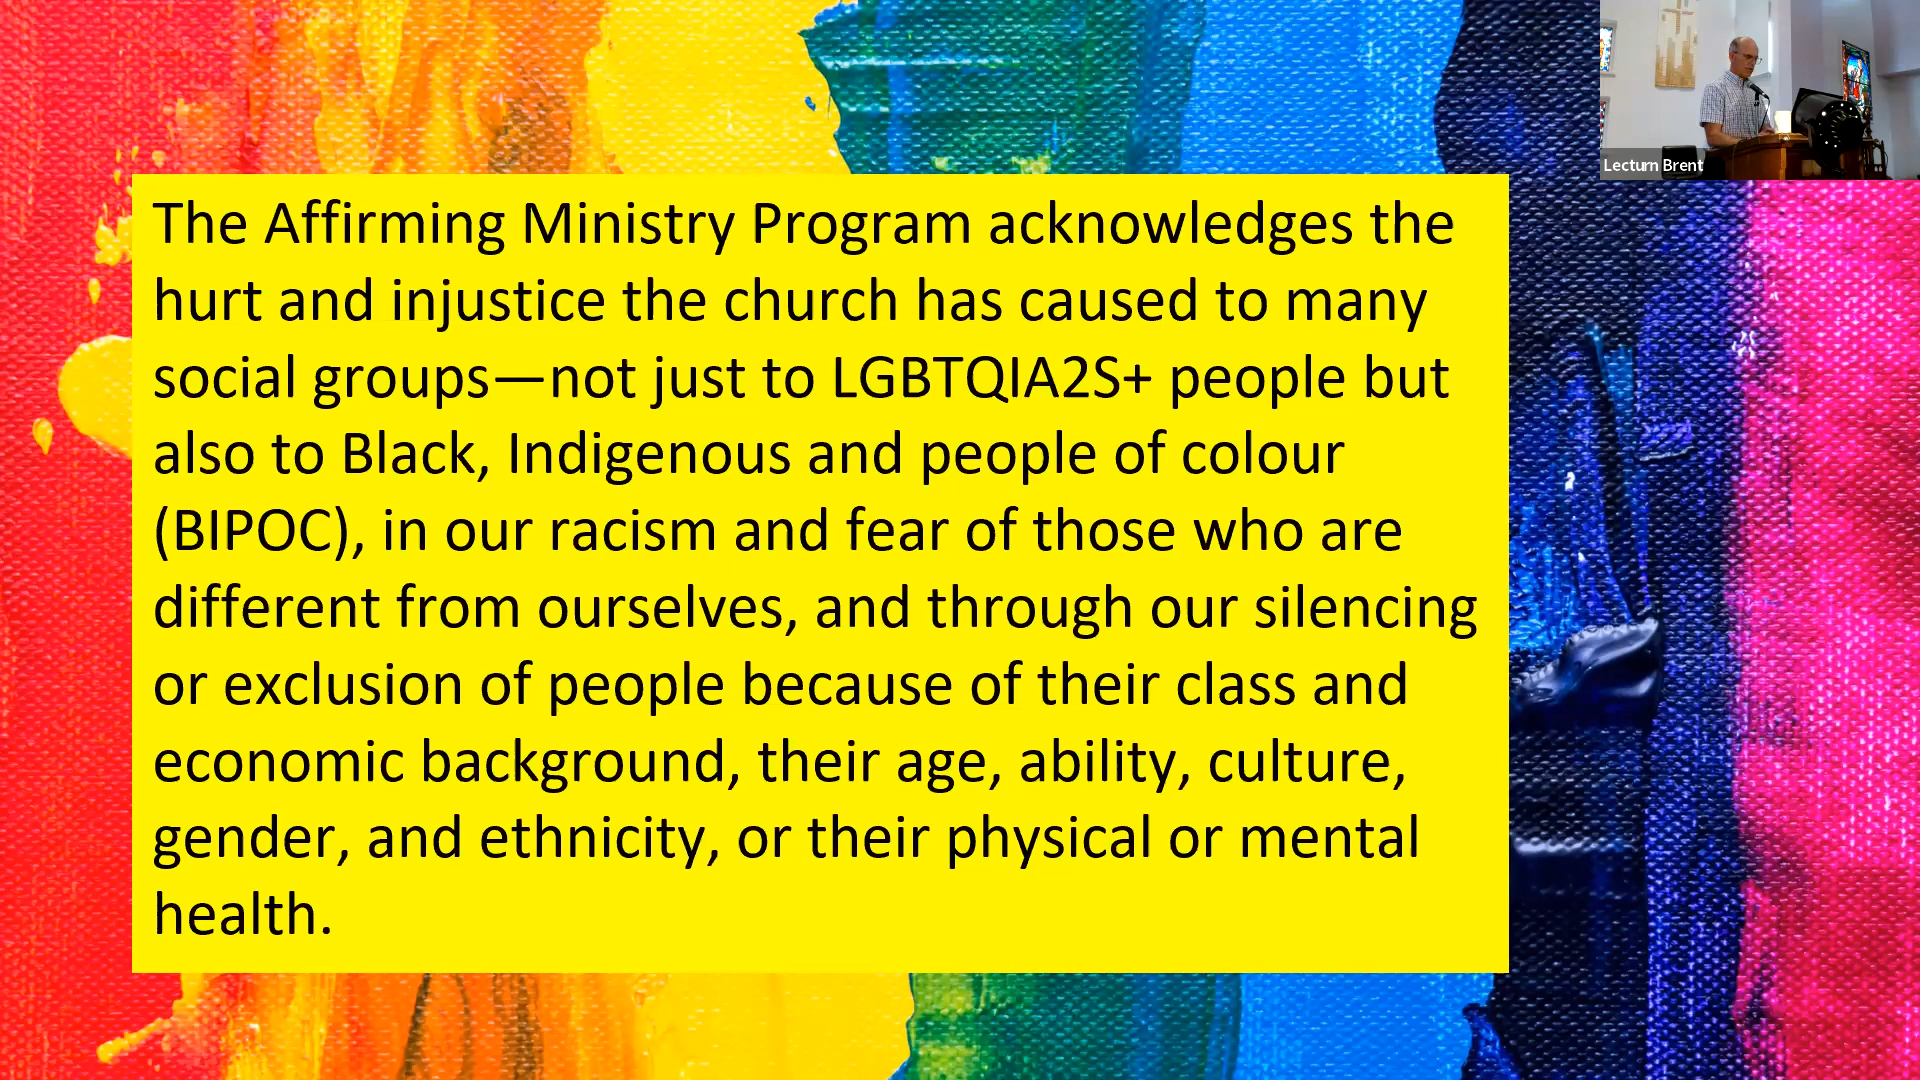 Lecturn Brent
The Affirming Ministry Program acknowledges the
hurt and injustice the church has caused to many
social groups—not just to LGBTQIA2S+ people but
also to Black, Indigenous and people of colour
(BIPOC), in our racism and fear of those who are
different from ourselves, and through our silencing
or exclusion of people because of their class and
economic background, their age, ability, culture,
gender, and ethnicity, or their physical or mental
health.